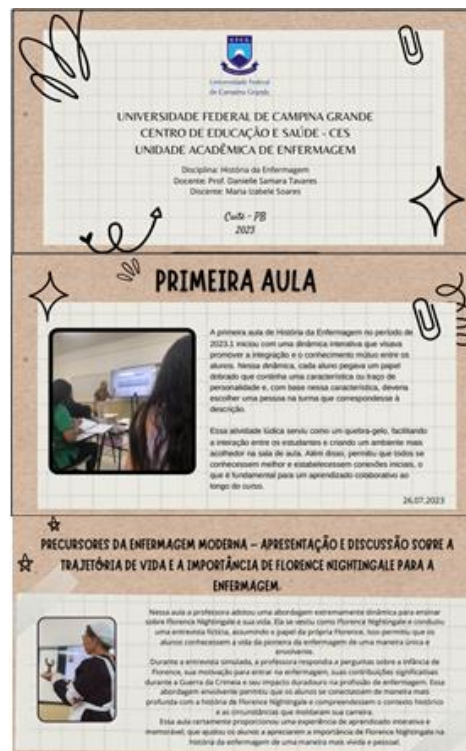 UFCG
Universidade Federal
de Campina Grande
UNIVERSIDADE FEDERAL DE CAMPINA GRANDE
CENTRO DE EDUCAÇÃO E SAÚDE - CES
UNIDADE ACADÊMICA DE ENFERMAGEM
Disciplina: História da Enfermagem
Docente: Prof. Danielle Samara Tavares
Discente: Maria Izabele Soares
Cuité - PB
2023
PRIMEIRA AULA
A primeira aula de História da Enfermagem no período de
2023.1 iniciou com uma dinâmica interativa que visava
promover a integração e o conhecimento mútuo entre os
alunos. Nessa dinâmica, cada aluno pegava um papel
dobrado que continha uma característica ou traço de
personalidade e, com base nessa característica, deveria
escolher uma pessoa na turma que correspondesse à
descrição.
Essa atividade lúdica serviu como um quebra-gelo, facilitando
a interação entre os estudantes e criando um ambiente mais
acolhedor na sala de aula. Além disso, permitiu que todos se
conhecessem melhor e estabelecessem conexões iniciais, o
que é fundamental para um aprendizado colaborativo ao
longo do curso.
26.07.2023
PRECURSORES DA ENFERMAGEM MODERNA – APRESENTAÇÃO E DISCUSSÃO SOBRE A
TRAJETÓRIA DE VIDA E A IMPORTÂNCIA DE FLORENCE NIGHTINGALE PARA A
ENFERMAGEM.
Nessa aula a professora adotou uma abordagem extremamente dinâmica para ensinar
sobre Florence Nightingale e sua vida. Ela se vestiu como Florence Nightingale e conduziu
uma entrevista fictícia, assumindo o papel da própria Florence. Isso permitiu que os
alunos conhecessem a vida da pioneira da enfermagem de uma maneira única e
envolvente.
Durante a entrevista simulada, a professora respondia a perguntas sobre a infância de
Florence, sua motivação para entrar na enfermagem, suas contribuições significativas
durante a Guerra da Crimeia e seu impacto duradouro na profissão de enfermagem. Essa
abordagem envolvente permitiu que os alunos se conectassem de maneira mais
profunda com a história de Florence Nightingale e compreendessem o contexto histórico
e as circunstâncias que moldaram sua carreira.
Essa aula certamente proporcionou uma experiência de aprendizado interativa e
memorável, que ajudou os alunos a apreciarem a importância de Florence Nightingale na
história da enfermagem de uma maneira mais vívida e pessoal.